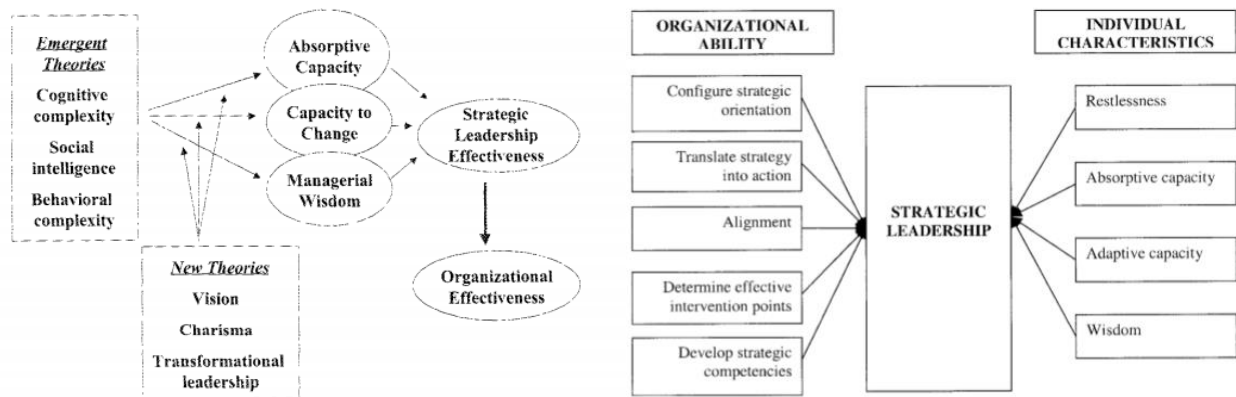 Emergent
Theories
Cognitive
complexity
Social
intelligence
Behavioral
complexity
New Theories
Vision
Charisma
Transformational
leadership
Absorptive
Capacity
Capacity to
Change
Managerial
Wisdom
Strategic
Leadership
Effectiveness
Organizational
Effectiveness
ORGANIZATIONAL
ABILITY
Configure strategic
orientation
Translate strategy
into action
Alignment
Determine effective
intervention points
Develop strategic
competencies
STRATEGIC
LEADERSHIP
INDIVIDUAL
CHARACTERISTICS
Restlessness
Absorptive capacity
Adaptive capacity
Wisdom